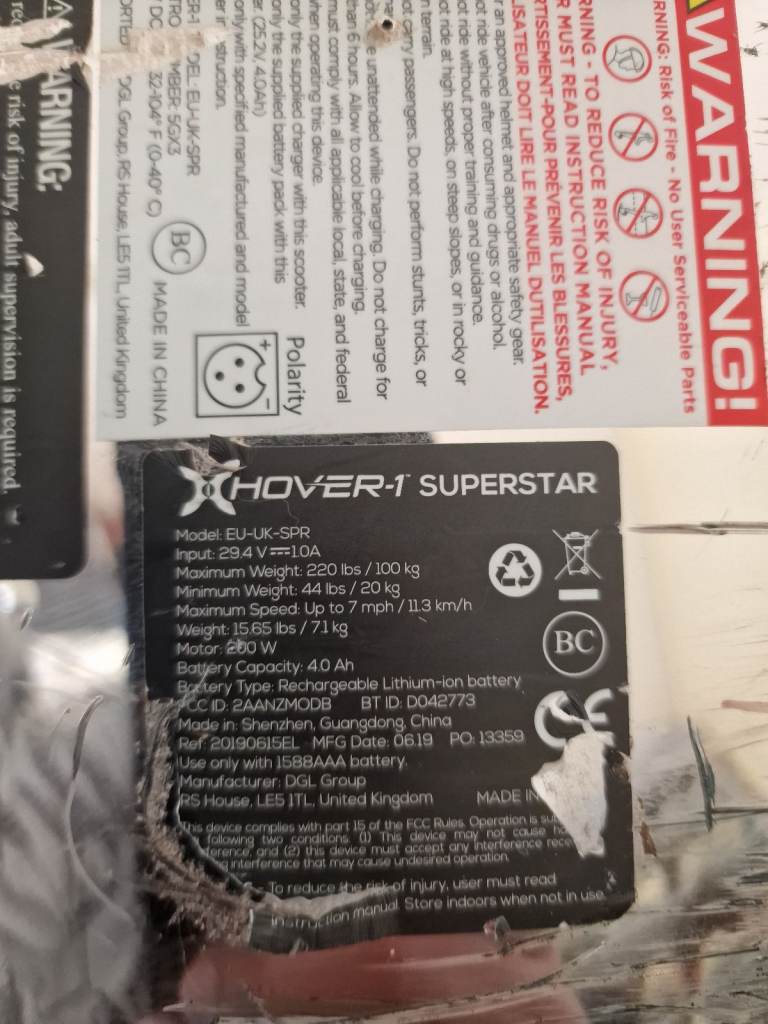 WARNING!
RNING: Risk of Fire - No User Serviceable Parts
RNING - TO REDUCE RISK OF INJURY,
R MUST READ INSTRUCTION MANUAL
RTISSEMENT-POUR PRÉVENIR LES BLESSURES,
LISATEUR DOIT LIRE LE MANUEL D'UTILISATION.
r an approved helmet and appropriate safety gear.
ot ride vehicle after consuming drugs or alcohol.
ot ride without proper training and guidance.
ot ride at high speeds, on steep slopes, or in rocky or
n terrain.
ot carry passengers. Do not perform stunts, tricks, or
unattended while charging. Do not charge for
than 6 hours. Allow to cool before charging.
must comply with all applicable local, state, and federal
when operating this device.
only the supplied charger with this scooter.
only the supplied battery pack with this
er (25.2V, 4.0Ah)
only with specified manufactured and model
er instruction.
Polarity
+ -
ER-1 DEL: EU-UK-SPR
TRO MBER: 5GX3
DC 32-104° F (0-40° C)
BC
MADE IN CHINA
ORTED DGL Group, RS House, LE5 1TL, United Kingdom
WARNING:
e risk of injury, adult supervision is required.
HOVER-1™ SUPERSTAR
Model: EU-UK-SPR
Input: 29.4 V⎓1.0A
Maximum Weight: 220 lbs / 100 kg
Minimum Weight: 44 lbs / 20 kg
Maximum Speed: Up to 7 mph / 11.3 km/h
Weight: 15.65 lbs / 7.1 kg
Motor: 200 W
Battery Capacity: 4.0 Ah
Battery Type: Rechargeable Lithium-ion battery
FCC ID: 2AANZMODB BT ID: D042773
Made in: Shenzhen, Guangdong, China
Ref: 20190615EL MFG Date: 06.19 PO: 13359
Use only with 1588AAA battery.
Manufacturer: DGL Group
RS House, LE5 1TL, United Kingdom MADE IN
BC
CE
This device complies with part 15 of the FCC Rules. Operation is su
following two conditions: (1) This device may not cause ha
ference, and (2) this device must accept any interference rece
g interference that may cause undesired operation.
- To reduce the risk of injury, user must read
instruction manual. Store indoors when not in use.